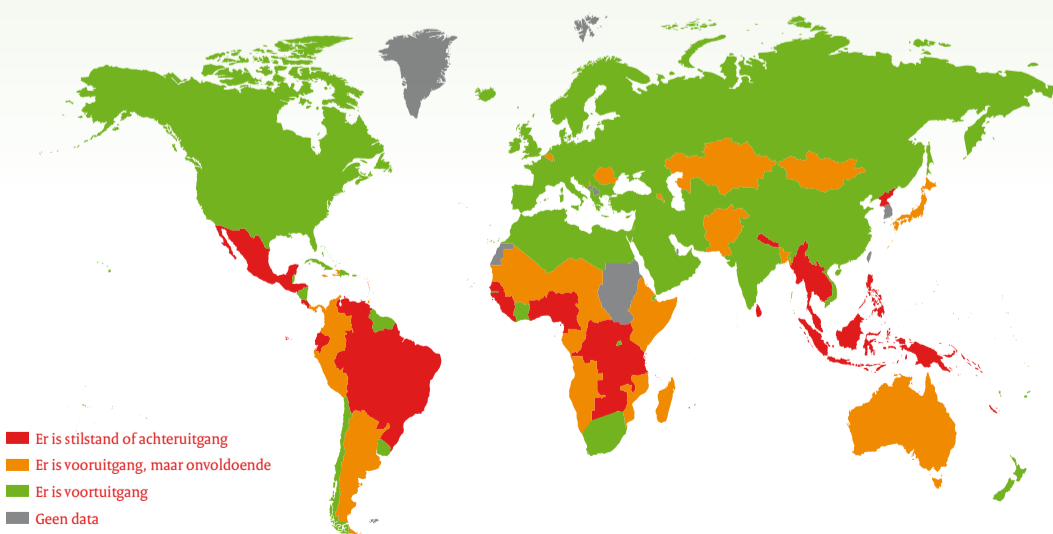 Er is stilstand of achteruitgang
Er is vooruitgang, maar onvoldoende
Er is voortuitgang
Geen data